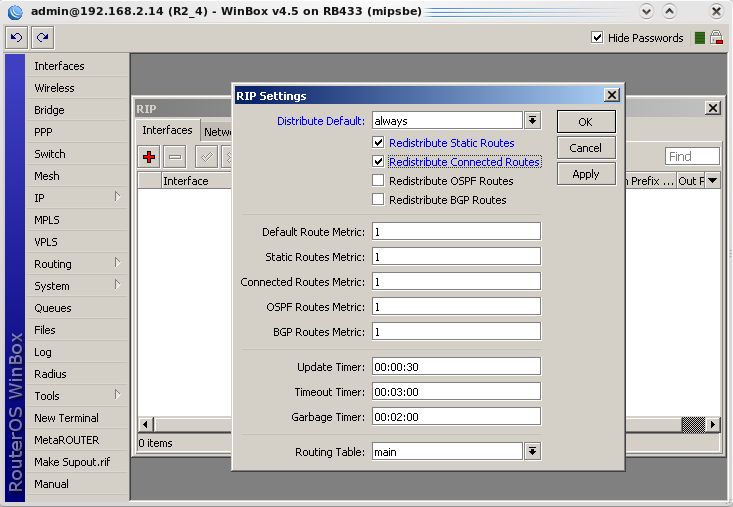 admin@192.168.2.14 (R2_4) - WinBox v4.5 on RB433 (mipsbe)
Hide Passwords
RouterOS WinBox
Interfaces
Wireless
Bridge
PPP
Switch
Mesh
IP
MPLS
VPLS
Routing
System
Queues
Files
Log
Radius
Tools
New Terminal
MetaROUTER
Make Supout.rif
Manual
RIP
Interfaces
Find
Interface
Prefix ...
Out
0 items
RIP Settings
Distribute Default: always
Redistribute Static Routes
Redistribute Connected Routes
Redistribute OSPF Routes
Redistribute BGP Routes
Default Route Metric: 1
Static Routes Metric: 1
Connected Routes Metric: 1
OSPF Routes Metric: 1
BGP Routes Metric: 1
Update Timer: 00:00:30
Timeout Timer: 00:03:00
Garbage Timer: 00:02:00
Routing Table: main
OK
Cancel
Apply